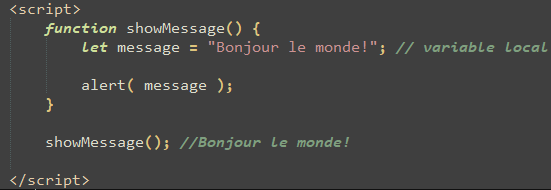 <script>
function showMessage() {
let message = "Bonjour le monde!"; // variable local
alert( message );
}
showMessage(); //Bonjour le monde!
</script>